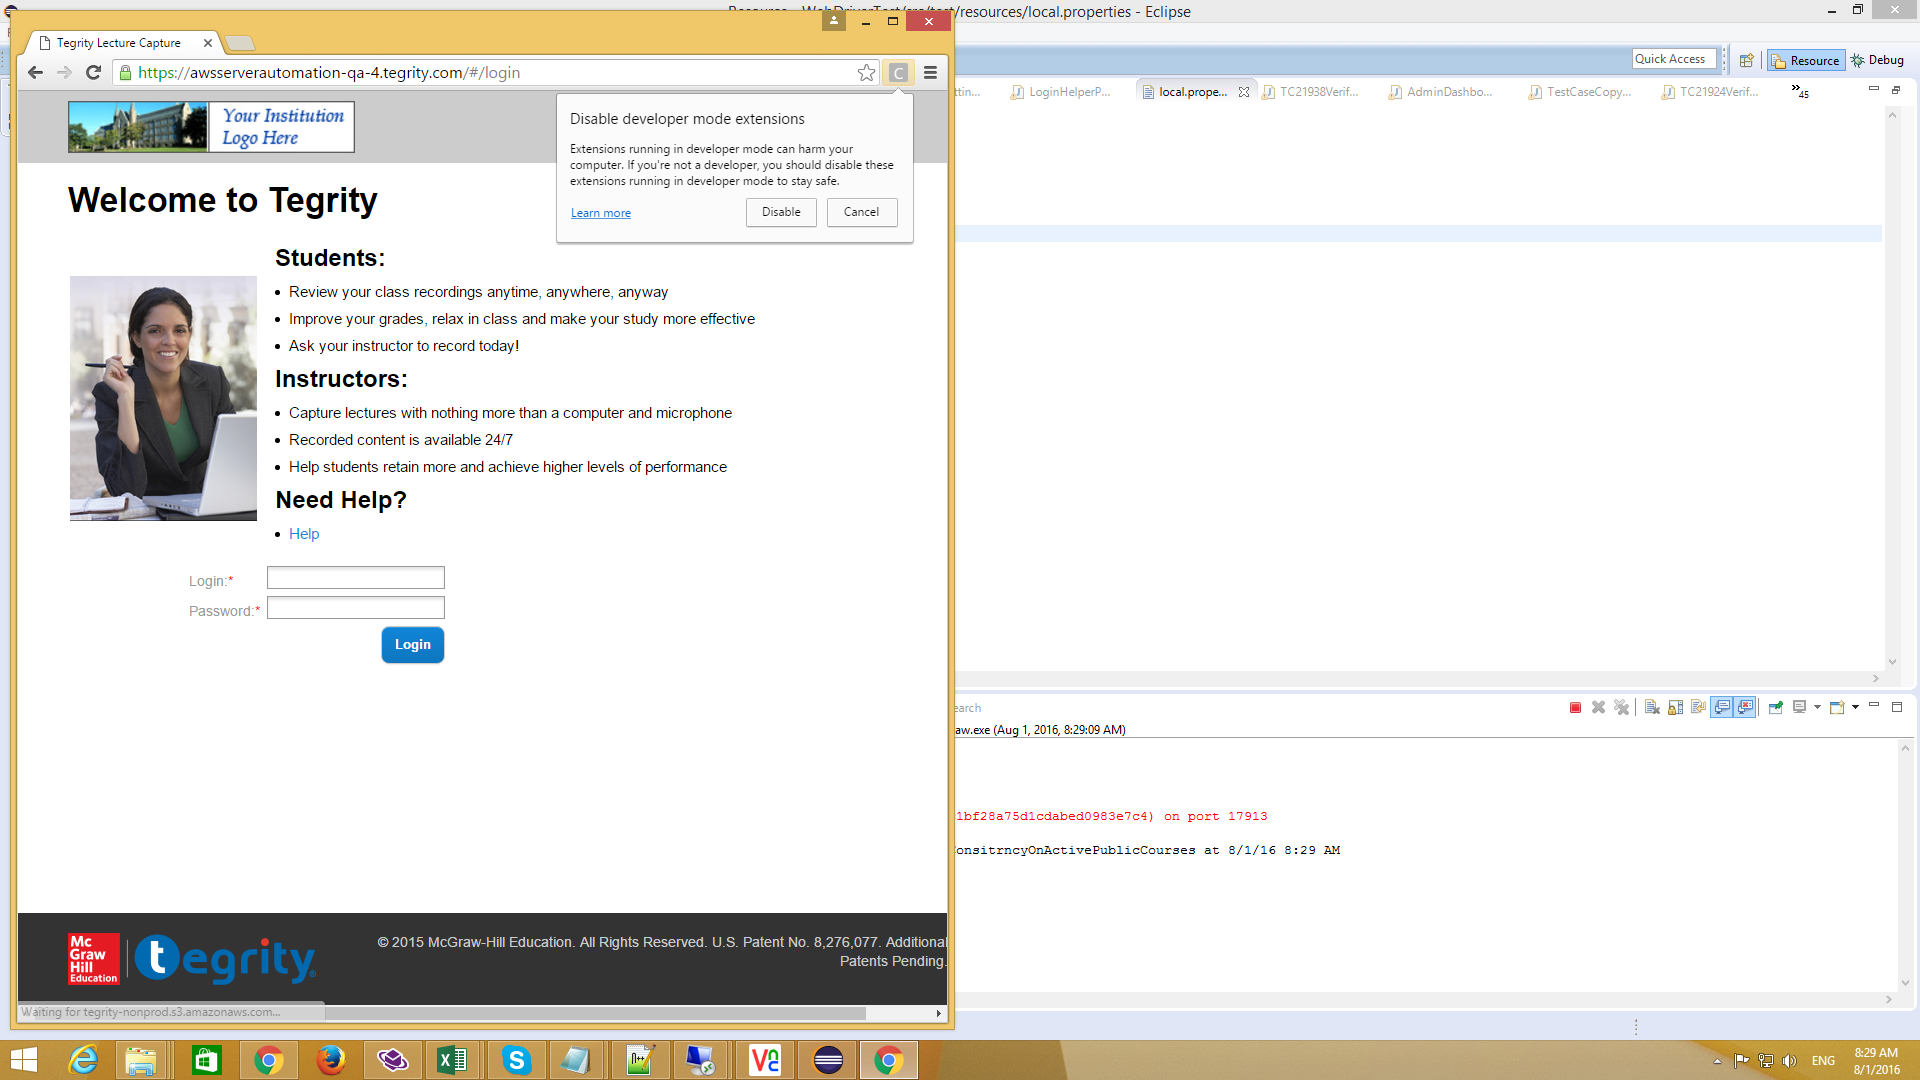 /resources/local.properties - Eclipse
Tegrity Lecture Capture
https://awsserverautomation-qa-4.tegrity.com/#/login
C
Quick Access
Resource
Debug
LoginHelperP...
local.prope...
TC21938Verif...
AdminDashbo...
TestCaseCopy...
TC21924Verif...
45
Your Institution
Logo Here
Disable developer mode extensions
Extensions running in developer mode can harm your
computer. If you're not a developer, you should disable these
extensions running in developer mode to stay safe.
Learn more
Disable
Cancel
Welcome to Tegrity
Students:
Review your class recordings anytime, anywhere, anyway
Improve your grades, relax in class and make your study more effective
Ask your instructor to record today!
Instructors:
Capture lectures with nothing more than a computer and microphone
Recorded content is available 24/7
Help students retain more and achieve higher levels of performance
Need Help?
Help
Login:*
Password:*
Login
earch
aw.exe (Aug 1, 2016, 8:29:09 AM)
1bf28a75d1cdabed0983e7c4) on port 17913
ConsitrncyOnActivePublicCourses at 8/1/16 8:29 AM
Mc
Graw
Hill
Education
tegrity
© 2015 McGraw-Hill Education. All Rights Reserved. U.S. Patent No. 8,276,077. Additional
Patents Pending.
Waiting for tegrity-nonprod.s3.amazonaws.com...
ENG
8:29 AM
8/1/2016